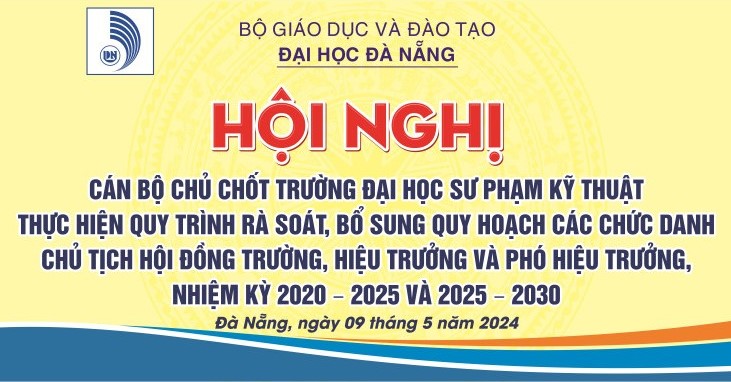 ĐN
BỘ GIÁO DỤC VÀ ĐÀO TẠO
ĐẠI HỌC ĐÀ NẴNG
HỘI NGHỊ
CÁN BỘ CHỦ CHỐT TRƯỜNG ĐẠI HỌC SƯ PHẠM KỸ THUẬT
THỰC HIỆN QUY TRÌNH RÀ SOÁT, BỔ SUNG QUY HOẠCH CÁC CHỨC DANH
CHỦ TỊCH HỘI ĐỒNG TRƯỜNG, HIỆU TRƯỞNG VÀ PHÓ HIỆU TRƯỞNG,
NHIỆM KỲ 2020 – 2025 VÀ 2025 – 2030
Đà Nẵng, ngày 09 tháng 5 năm 2024